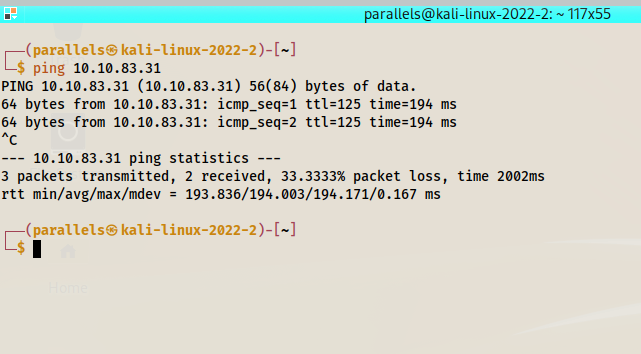 parallels@kali-linux-2022-2: ~ 117x55
┌──(parallels㉿kali-linux-2022-2)-[~]
└─$ ping 10.10.83.31
PING 10.10.83.31 (10.10.83.31) 56(84) bytes of data.
64 bytes from 10.10.83.31: icmp_seq=1 ttl=125 time=194 ms
64 bytes from 10.10.83.31: icmp_seq=2 ttl=125 time=194 ms
^C
--- 10.10.83.31 ping statistics ---
3 packets transmitted, 2 received, 33.3333% packet loss, time 2002ms
rtt min/avg/max/mdev = 193.836/194.003/194.171/0.167 ms
┌──(parallels㉿kali-linux-2022-2)-[~]
└─$
Home